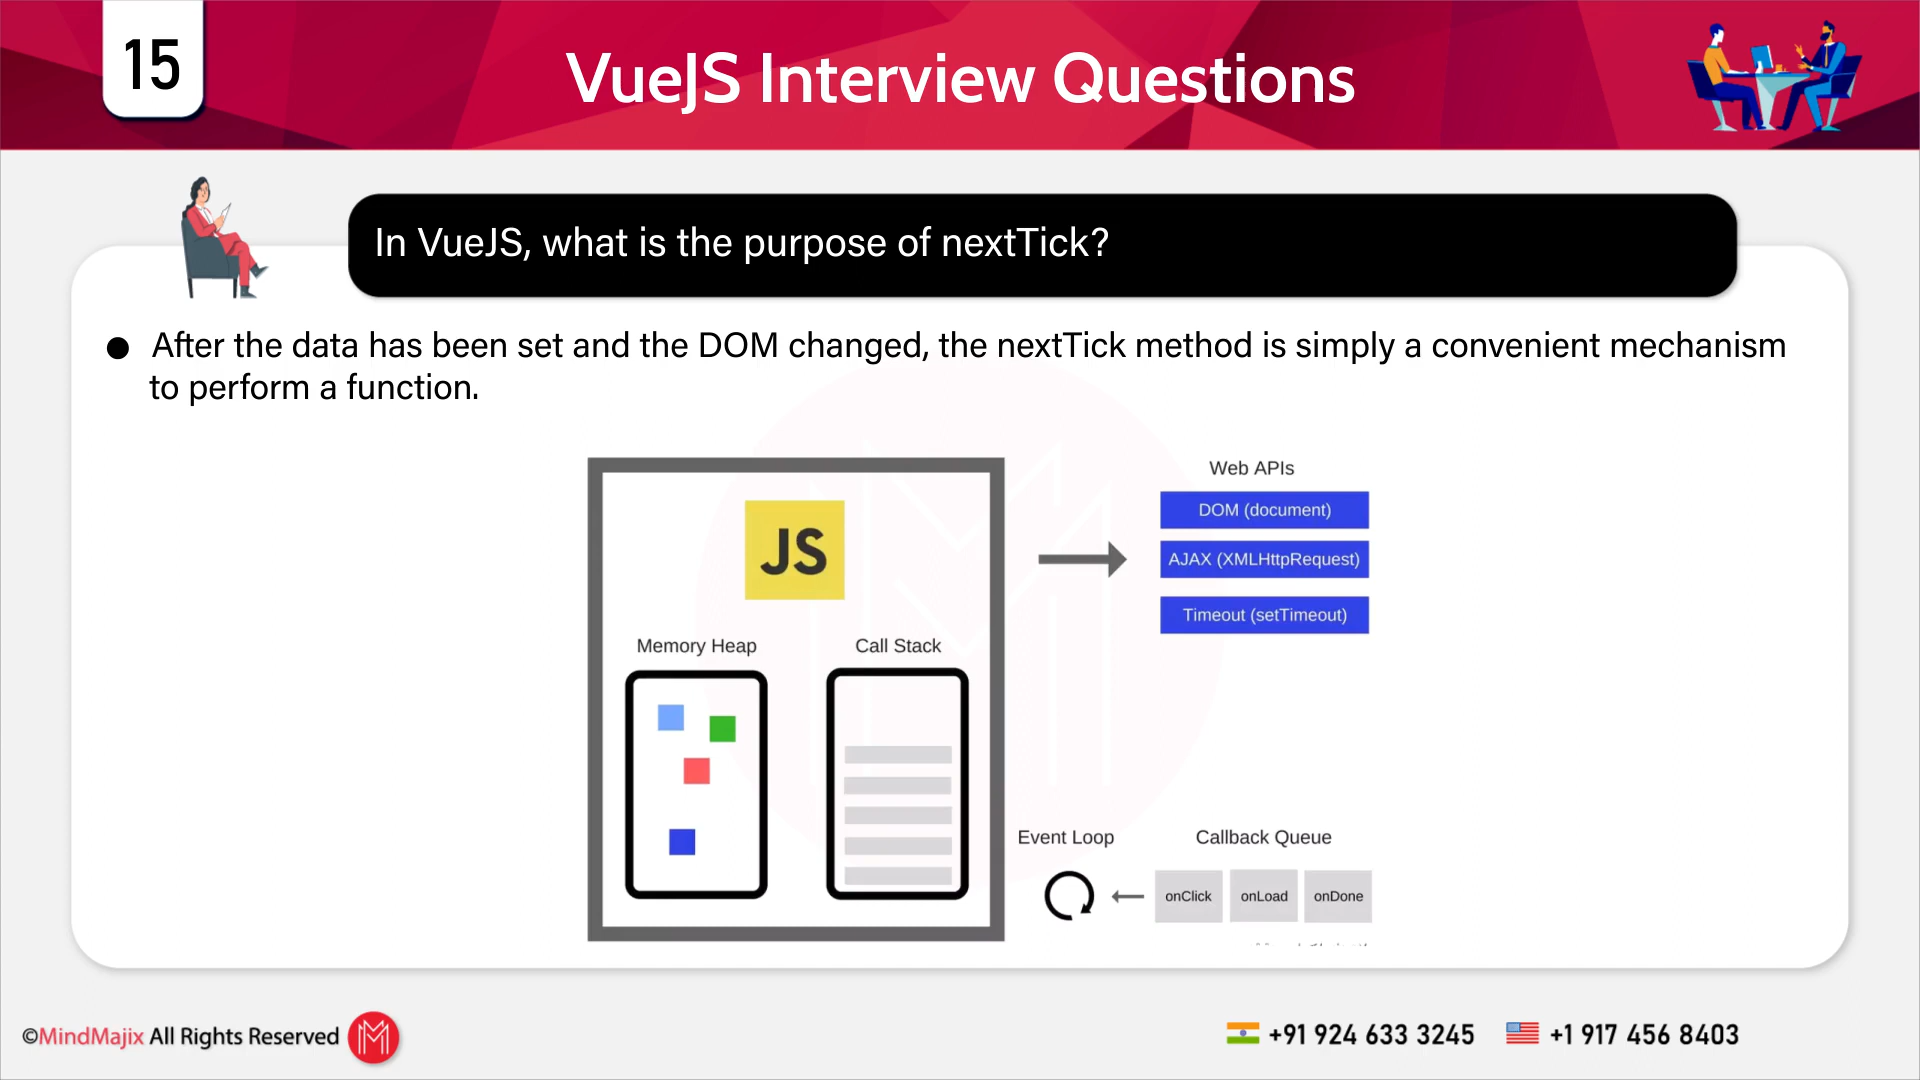 15
VueJS Interview Questions
In VueJS, what is the purpose of nextTick?
● After the data has been set and the DOM changed, the nextTick method is simply a convenient mechanism
to perform a function.
Web APIs
DOM (document)
JS
AJAX (XMLHttpRequest)
Timeout (setTimeout)
Memory Heap
Call Stack
Event Loop
Callback Queue
onClick
onLoad
onDone
©MindMajix All Rights Reserved
+91 924 633 3245
+1 917 456 8403